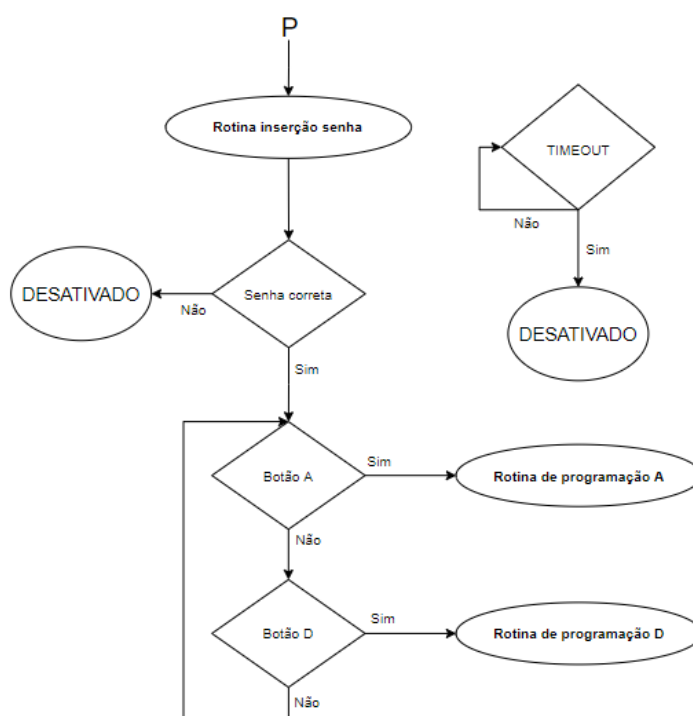 P
Rotina inserção senha
TIMEOUT
Não
Sim
DESATIVADO
Senha correta
Não
DESATIVADO
Sim
Botão A
Sim
Rotina de programação A
Não
Botão D
Sim
Rotina de programação D
Não